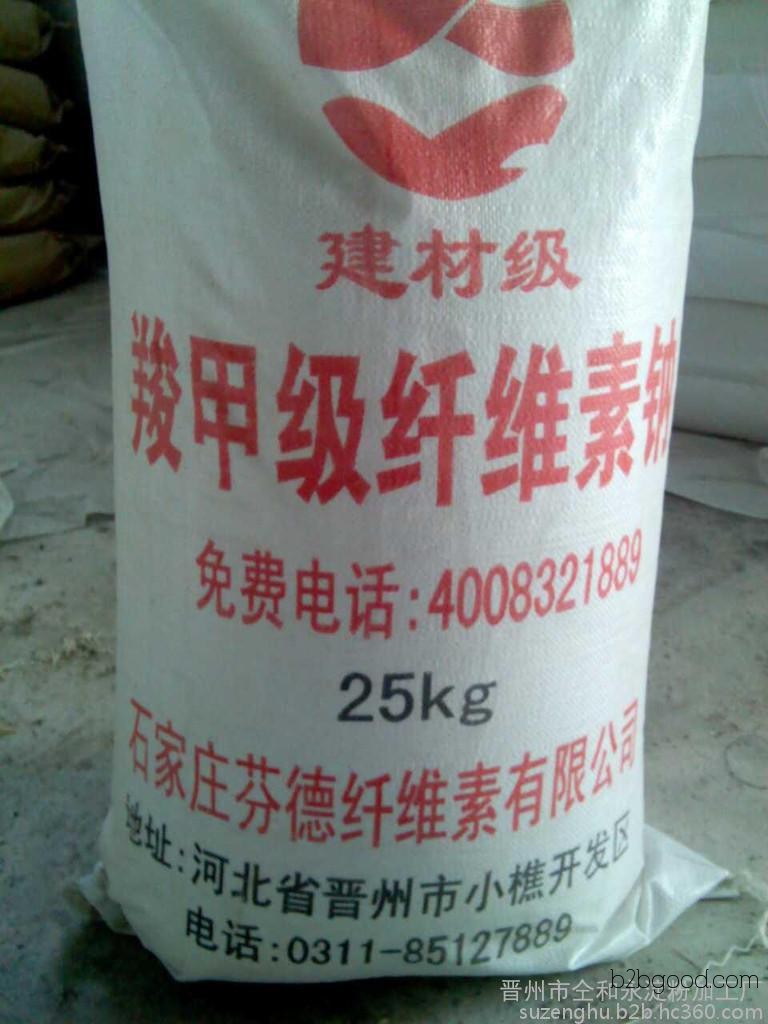 建材级
羧甲级纤维素钠
免费电话:4008321889
25kg
石家庄芬德纤维素有限公司
地址:河北省晋州市小樵开发区
电话:0311-85127889
b2bgood.com
晋州市全和永淀粉加工厂
suzenghu.b2b.hc360.com